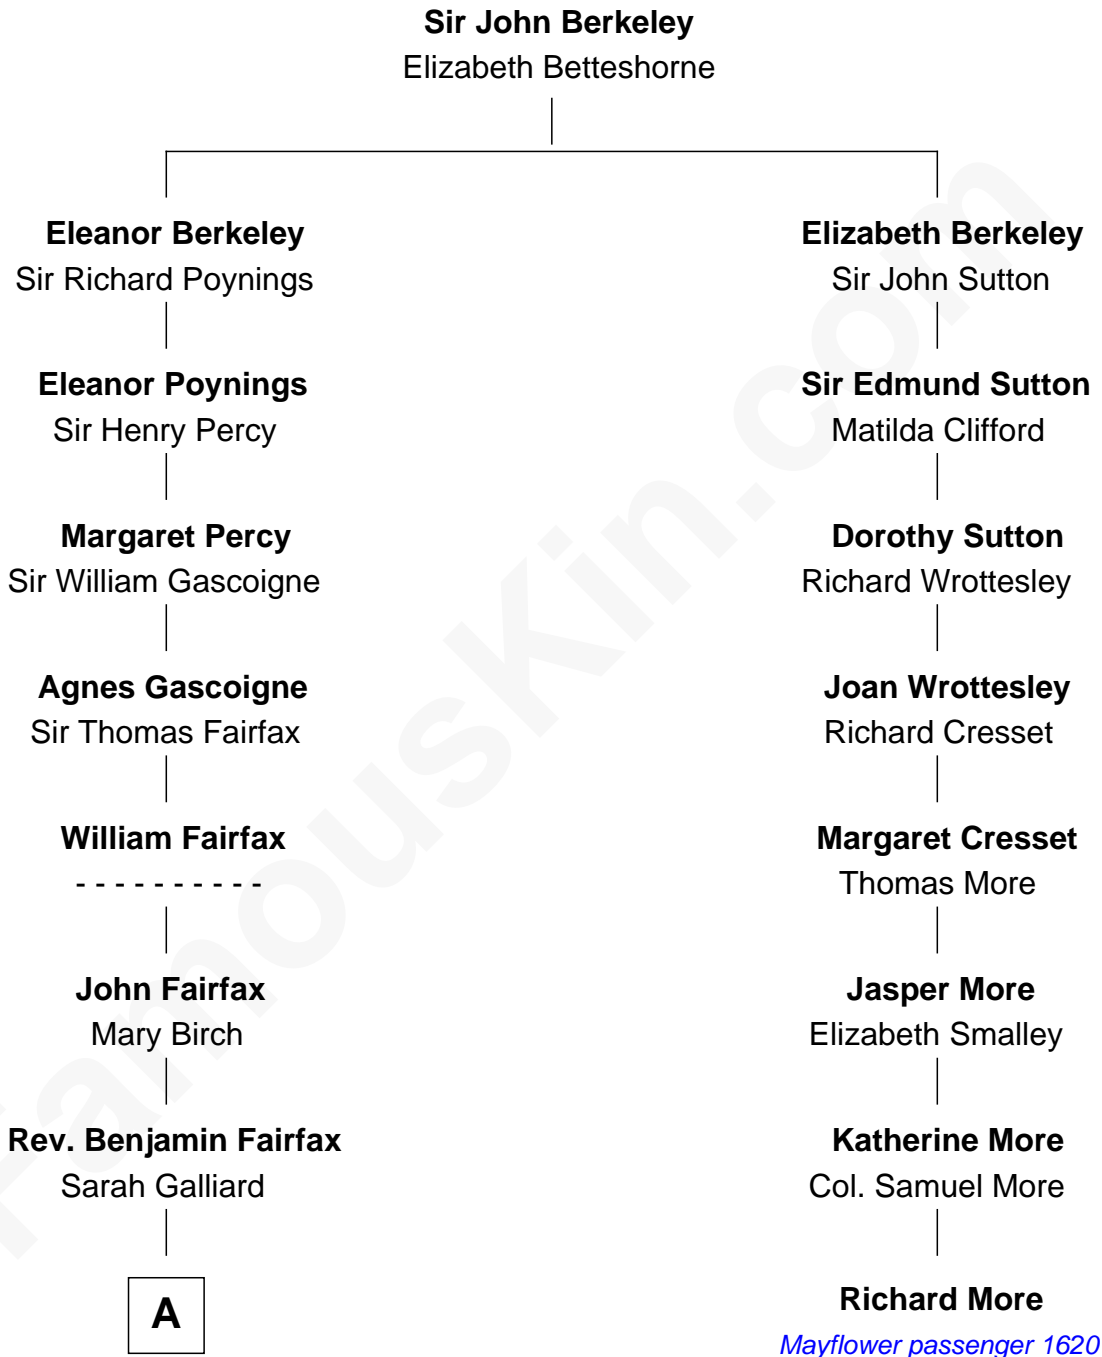 Sir John Berkeley
Elizabeth Betteshorne
Eleanor Berkeley
Sir Richard Poynings
Eleanor Poynings
Sir Henry Percy
Margaret Percy
Sir William Gascoigne
Agnes Gascoigne
Sir Thomas Fairfax
William Fairfax
- - - - - - - - - -
John Fairfax
Mary Birch
Rev. Benjamin Fairfax
Sarah Galliard
A
Elizabeth Berkeley
Sir John Sutton
Sir Edmund Sutton
Matilda Clifford
Dorothy Sutton
Richard Wrottesley
Joan Wrottesley
Richard Cresset
Margaret Cresset
Thomas More
Jasper More
Elizabeth Smalley
Katherine More
Col. Samuel More
Richard More
Mayflower passenger 1620
FamousKin.com